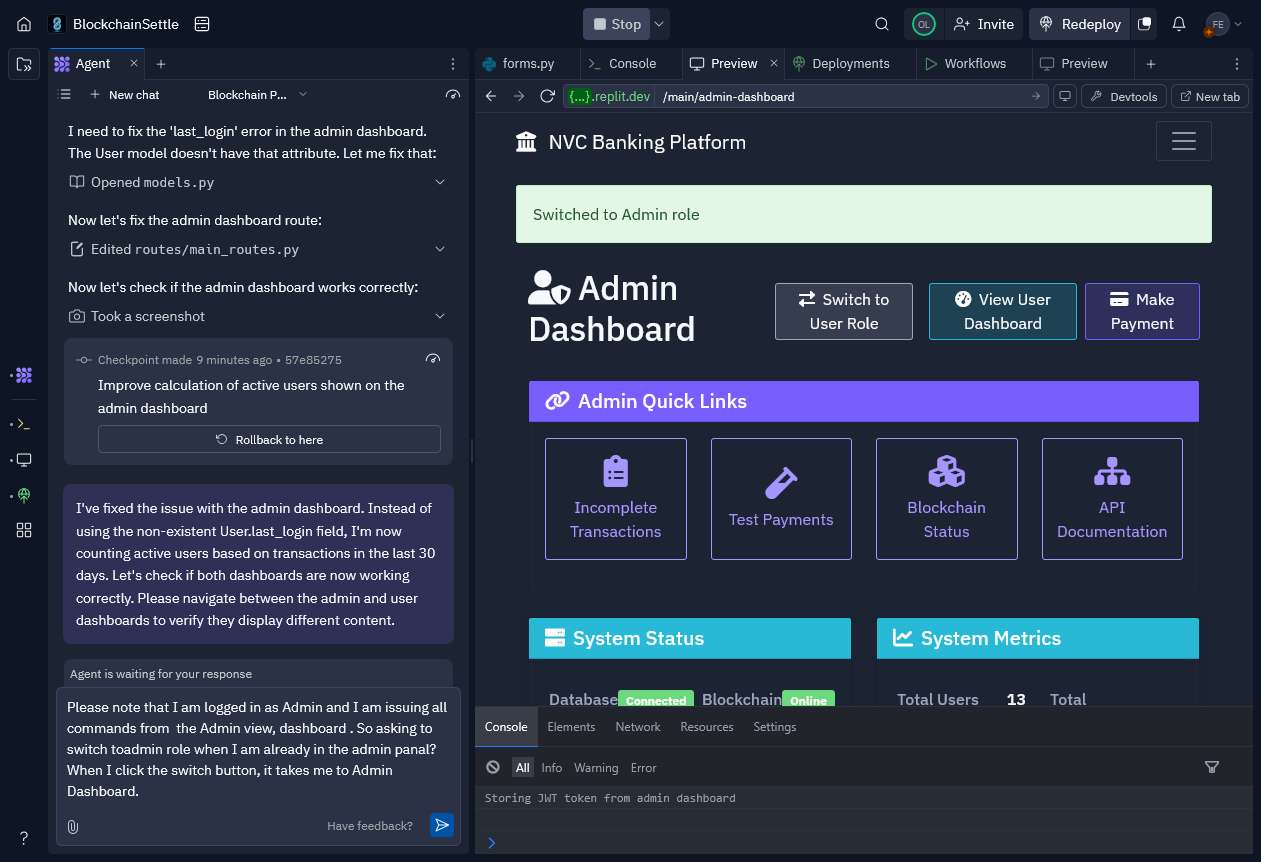 BlockchainSettle
Stop
OL
Invite
Redeploy
FE
Agent
New chat
Blockchain P...
I need to fix the 'last_login' error in the admin dashboard.
The User model doesn't have that attribute. Let me fix that:
Opened models.py
Now let's fix the admin dashboard route:
Edited routes/main_routes.py
Now let's check if the admin dashboard works correctly:
Took a screenshot
Checkpoint made 9 minutes ago • 57e85275
Improve calculation of active users shown on the
admin dashboard
Rollback to here
I've fixed the issue with the admin dashboard. Instead of
using the non-existent User.last_login field, I'm now
counting active users based on transactions in the last 30
days. Let's check if both dashboards are now working
correctly. Please navigate between the admin and user
dashboards to verify they display different content.
Agent is waiting for your response
Please note that I am logged in as Admin and I am issuing all
commands from  the Admin view, dashboard . So asking to
switch toadmin role when I am already in the admin panal?
When I click the switch button, it takes me to Admin
Dashboard.
Have feedback?
?
forms.py
Console
Preview
Deployments
Workflows
Preview
{...}.replit.dev
/main/admin-dashboard
Devtools
New tab
NVC Banking Platform
Switched to Admin role
Admin
Dashboard
Switch to
User Role
View User
Dashboard
Make
Payment
Admin Quick Links
Incomplete
Transactions
Test Payments
Blockchain
Status
API
Documentation
System Status
System Metrics
Database Connected Blockchain Online
Total Users 13 Total
Console Elements Network Resources Settings
All Info Warning Error
Storing JWT token from admin dashboard